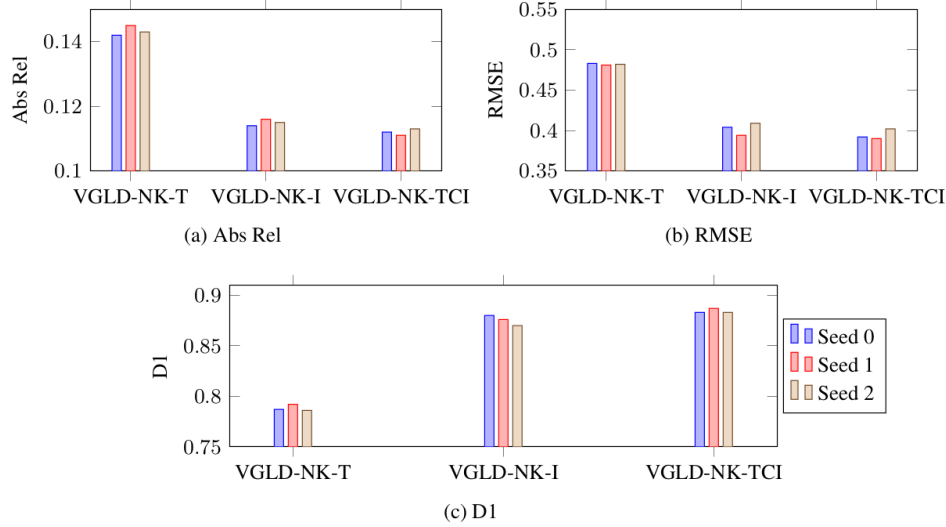 Abs Rel
0.14
0.12
0.1
VGLD-NK-T VGLD-NK-I VGLD-NK-TCI
(a) Abs Rel
RMSE
0.55
0.5
0.45
0.4
0.35
VGLD-NK-T VGLD-NK-I VGLD-NK-TCI
(b) RMSE
D1
0.9
0.85
0.8
0.75
VGLD-NK-T VGLD-NK-I VGLD-NK-TCI
Seed 0
Seed 1
Seed 2
(c) D1